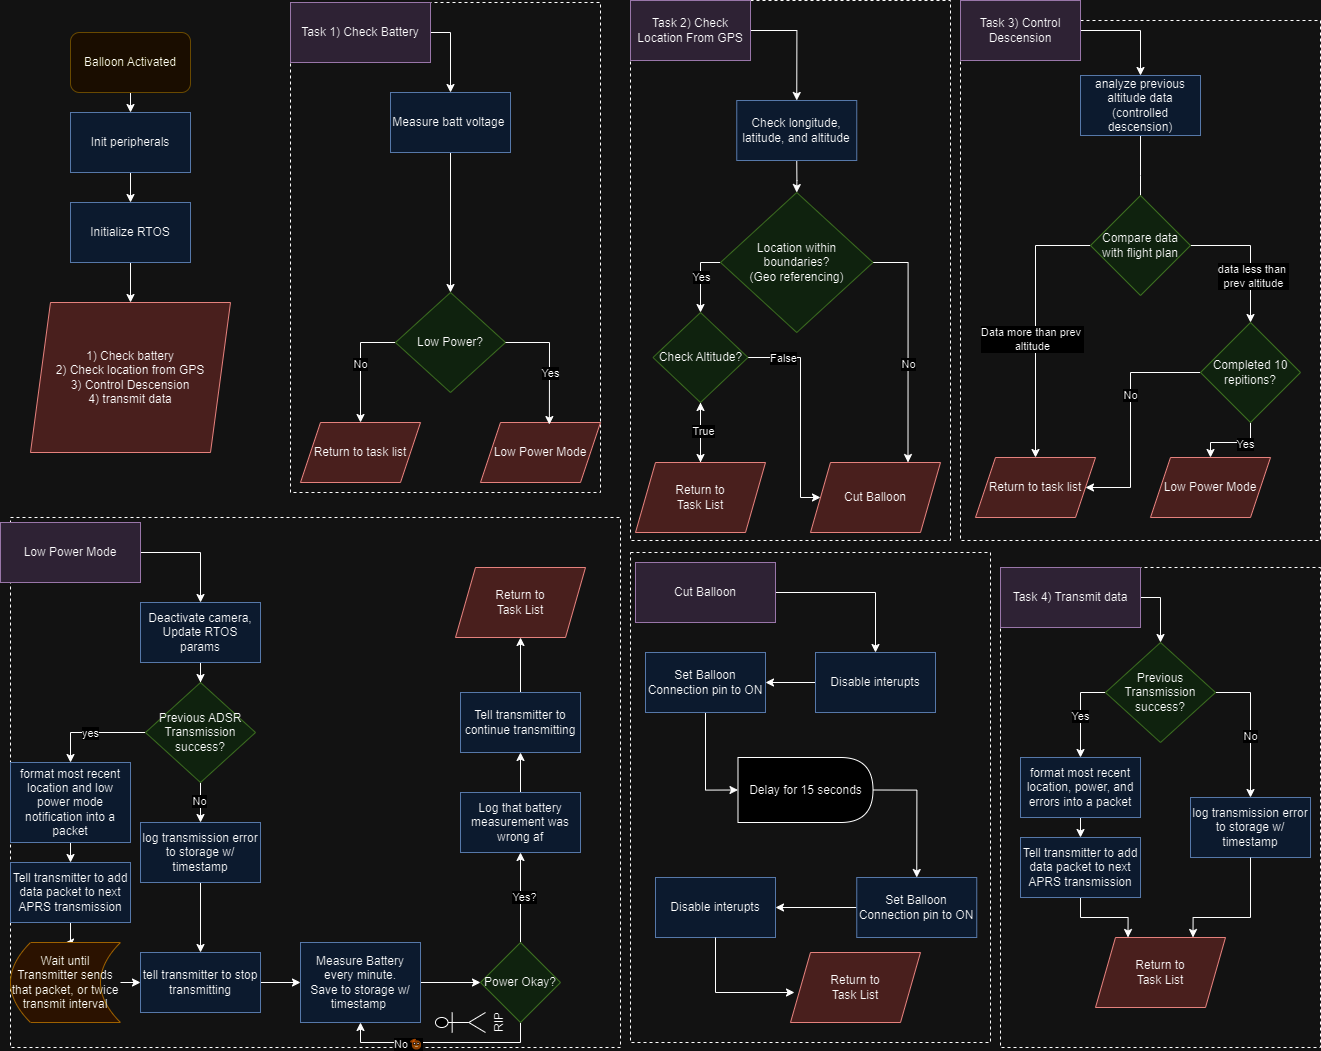 Balloon Activated
Init peripherals
Initialize RTOS
1) Check battery
2) Check location from GPS
3) Control Descension
4) transmit data
Task 1) Check Battery
Measure batt voltage
Low Power?
No
Yes
Return to task list
Low Power Mode
Task 2) Check
Location From GPS
Check longitude,
latitude, and altitude
Location within
boundaries?
(Geo referencing)
Yes
No
Check Altitude?
False
True
Return to
Task List
Cut Balloon
Task 3) Control
Descension
analyze previous
altitude data
(controlled
descension)
Compare data
with flight plan
data less than
prev altitude
Data more than prev
altitude
Completed 10
repitions?
No
Yes
Return to task list
Low Power Mode
Low Power Mode
Deactivate camera,
Update RTOS
params
Previous ADSR
Transmission
success?
yes
No
format most recent
location and low
power mode
notification into a
packet
log transmission error
to storage w/
timestamp
Tell transmitter to add
data packet to next
APRS transmission
Wait until
Transmitter sends
that packet, or twice
transmit interval
tell transmitter to stop
transmitting
Measure Battery
every minute.
Save to storage w/
timestamp
Power Okay?
No
RIP
Yes?
Log that battery
measurement was
wrong af
Tell transmitter to
continue transmitting
Return to
Task List
Cut Balloon
Disable interupts
Set Balloon
Connection pin to ON
Delay for 15 seconds
Set Balloon
Connection pin to ON
Disable interupts
Return to
Task List
Task 4) Transmit data
Previous
Transmission
success?
Yes
No
format most recent
location, power, and
errors into a packet
log transmission error
to storage w/
timestamp
Tell transmitter to add
data packet to next
APRS transmission
Return to
Task List